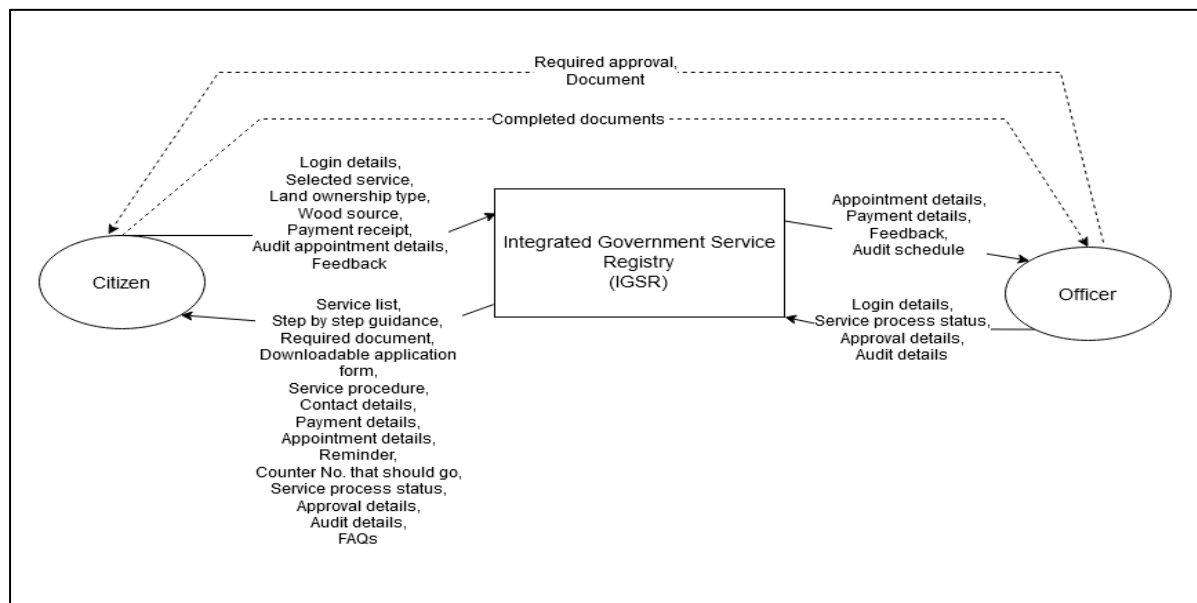 Required approval,
Document
Completed documents
Login details,
Selected service,
Land ownership type,
Wood source,
Payment receipt,
Audit appointment details,
Feedback
Integrated Government Service
Registry
(IGSR)
Appointment details,
Payment details,
Feedback,
Audit schedule
Citizen
Officer
Service list,
Step by step guidance,
Required document,
Downloadable application
form,
Service procedure,
Contact details,
Payment details,
Appointment details,
Reminder,
Counter No. that should go,
Service process status,
Approval details,
Audit details,
FAQs
Login details,
Service process status,
Approval details,
Audit details